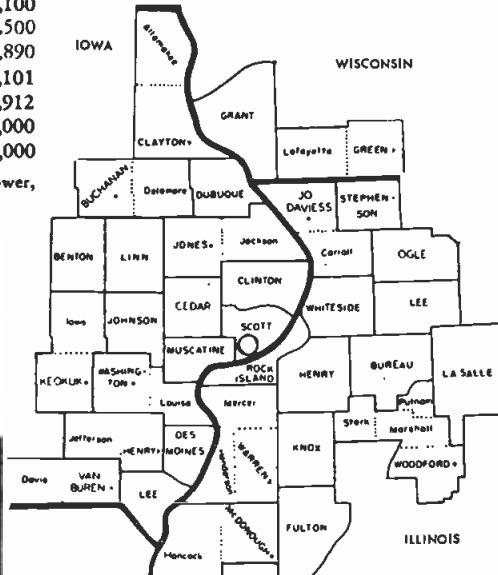 ,100
,500
,890
,101
,912
,000
,000
ower,
IOWA
WISCONSIN
Allamakee
GRANT
CLAYTON•
Lafayette
GREEN•
BUCHANAN
Delaware
DUBUQUE
JO
DAVIESS
STEPHEN-
SON
BENTON
LINN
JONES•
Jackson
Carroll
OGLE
CLINTON
CEDAR
WHITESIDE
LEE
Iowa
JOHNSON
SCOTT
MUSCATINE
ROCK
ISLAND
HENRY
BUREAU
LA SALLE
KEOKUK•
WASHING-
TON•
Louisa
Mercer
Putnam
Stark
Marshall
Jefferson
HENRY•
DES
MOINES
Henderson
WARREN•
KNOX
WOODFORD•
Davis
VAN
BUREN•
LEE
McDONOUGH•
FULTON
ILLINOIS
Hancock